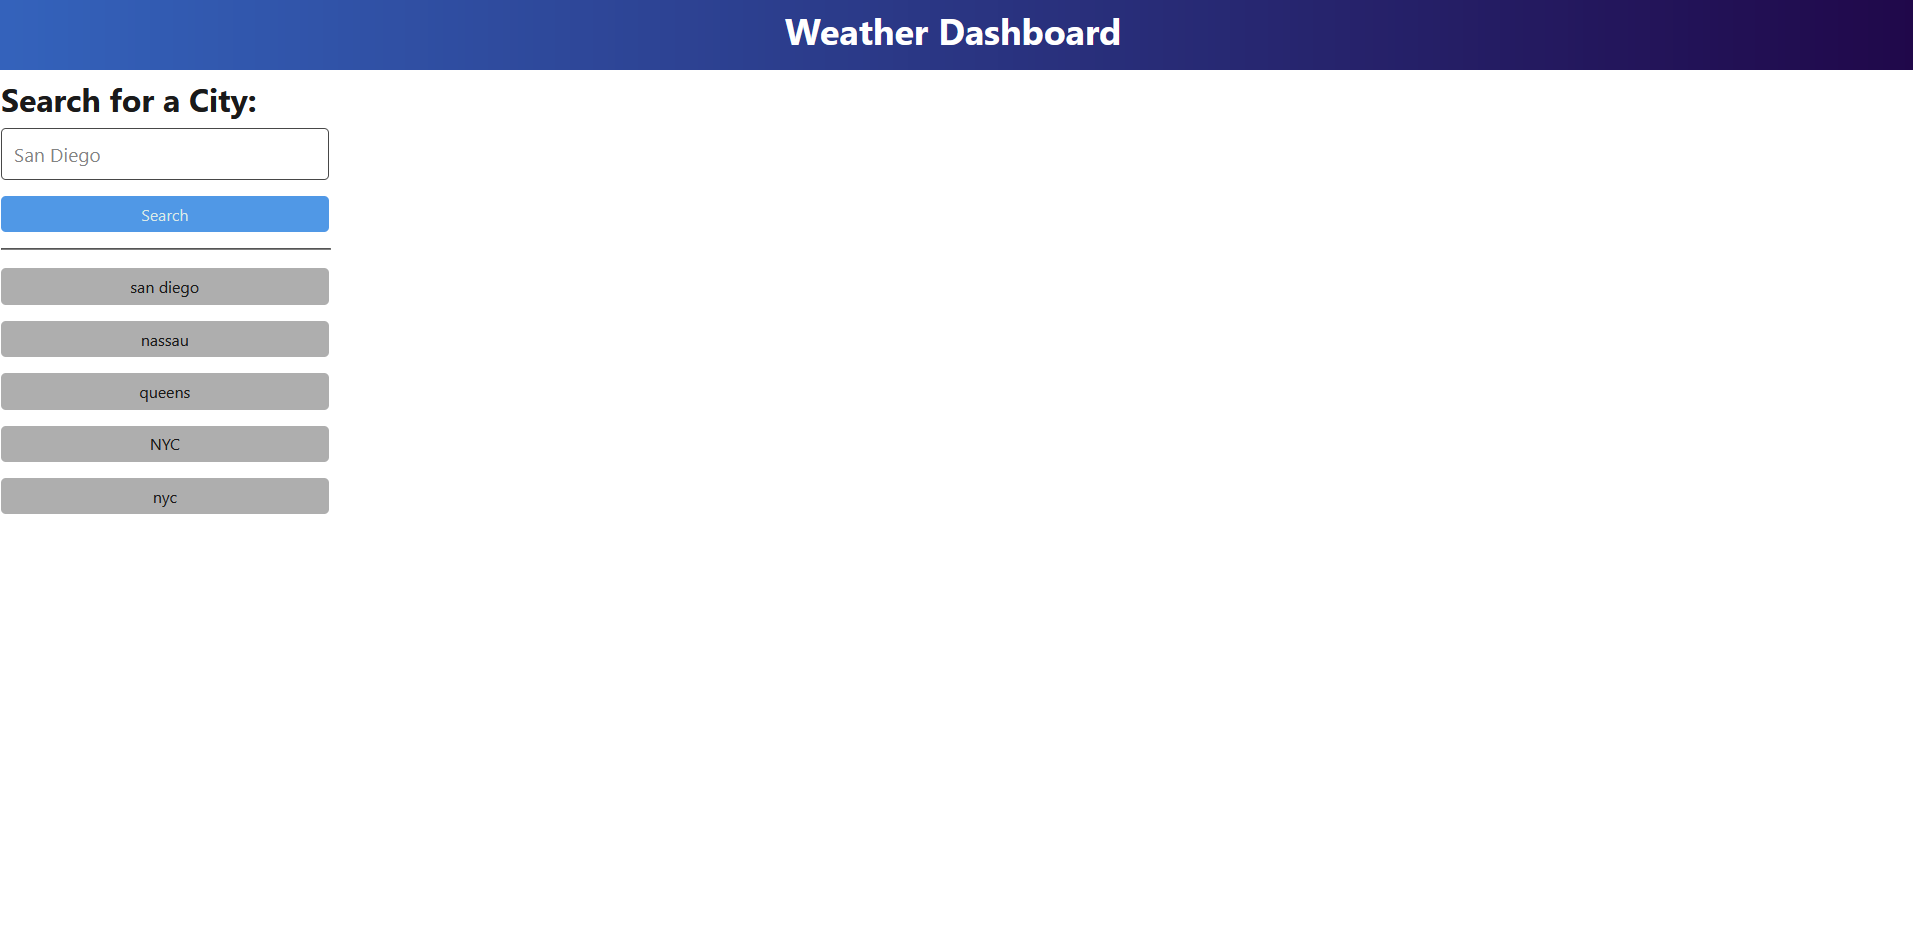 Weather Dashboard
Search for a City:
San Diego
Search
san diego
nassau
queens
NYC
nyc